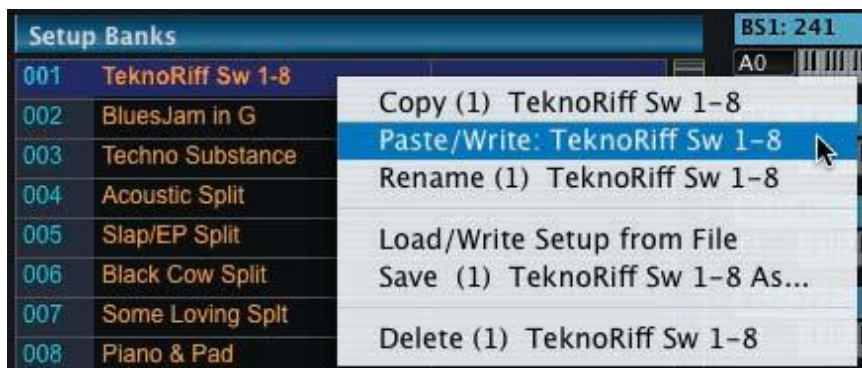 Setup Banks
BS1: 241
A0
001 TeknoRiff Sw 1-8
002 BluesJam in G
003 Techno Substance
004 Acoustic Split
005 Slap/EP Split
006 Black Cow Split
007 Some Loving Splt
008 Piano & Pad
Copy (1) TeknoRiff Sw 1-8
Paste/Write: TeknoRiff Sw 1-8
Rename (1) TeknoRiff Sw 1-8
Load/Write Setup from File
Save (1) TeknoRiff Sw 1-8 As...
Delete (1) TeknoRiff Sw 1-8